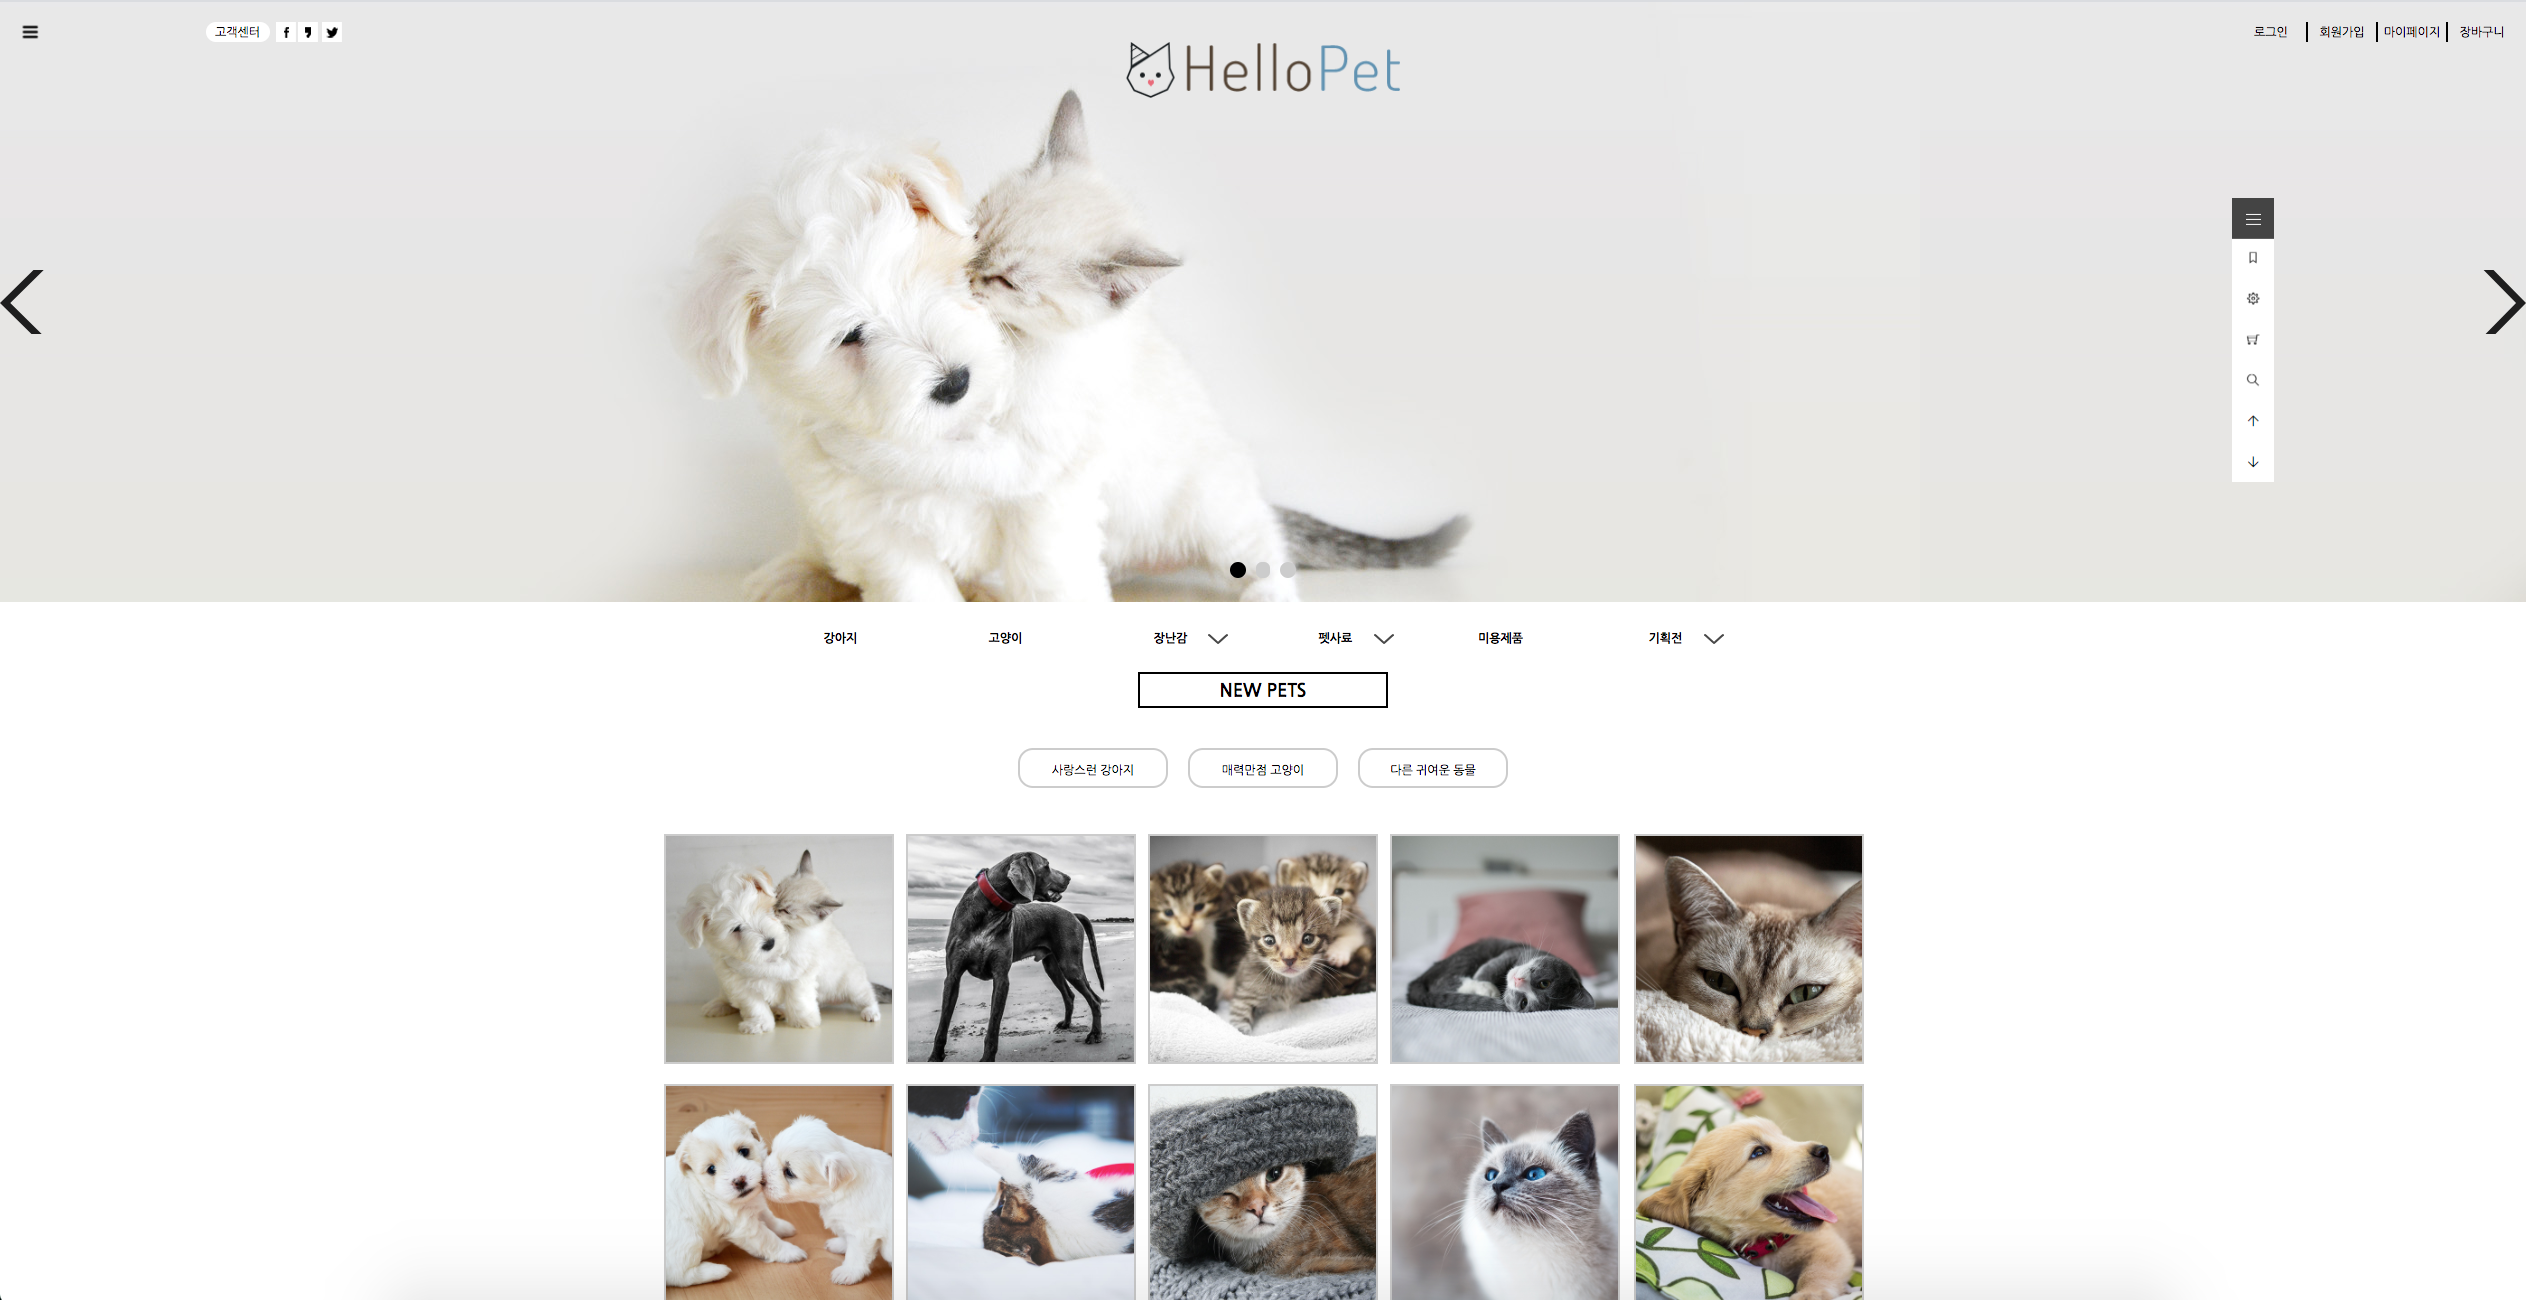 고객센터
로그인
회원가입
마이페이지
장바구니
HelloPet
강아지
고양이
장난감
펫사료
미용제품
기획전
NEW PETS
사랑스런 강아지
매력만점 고양이
다른 귀여운 동물